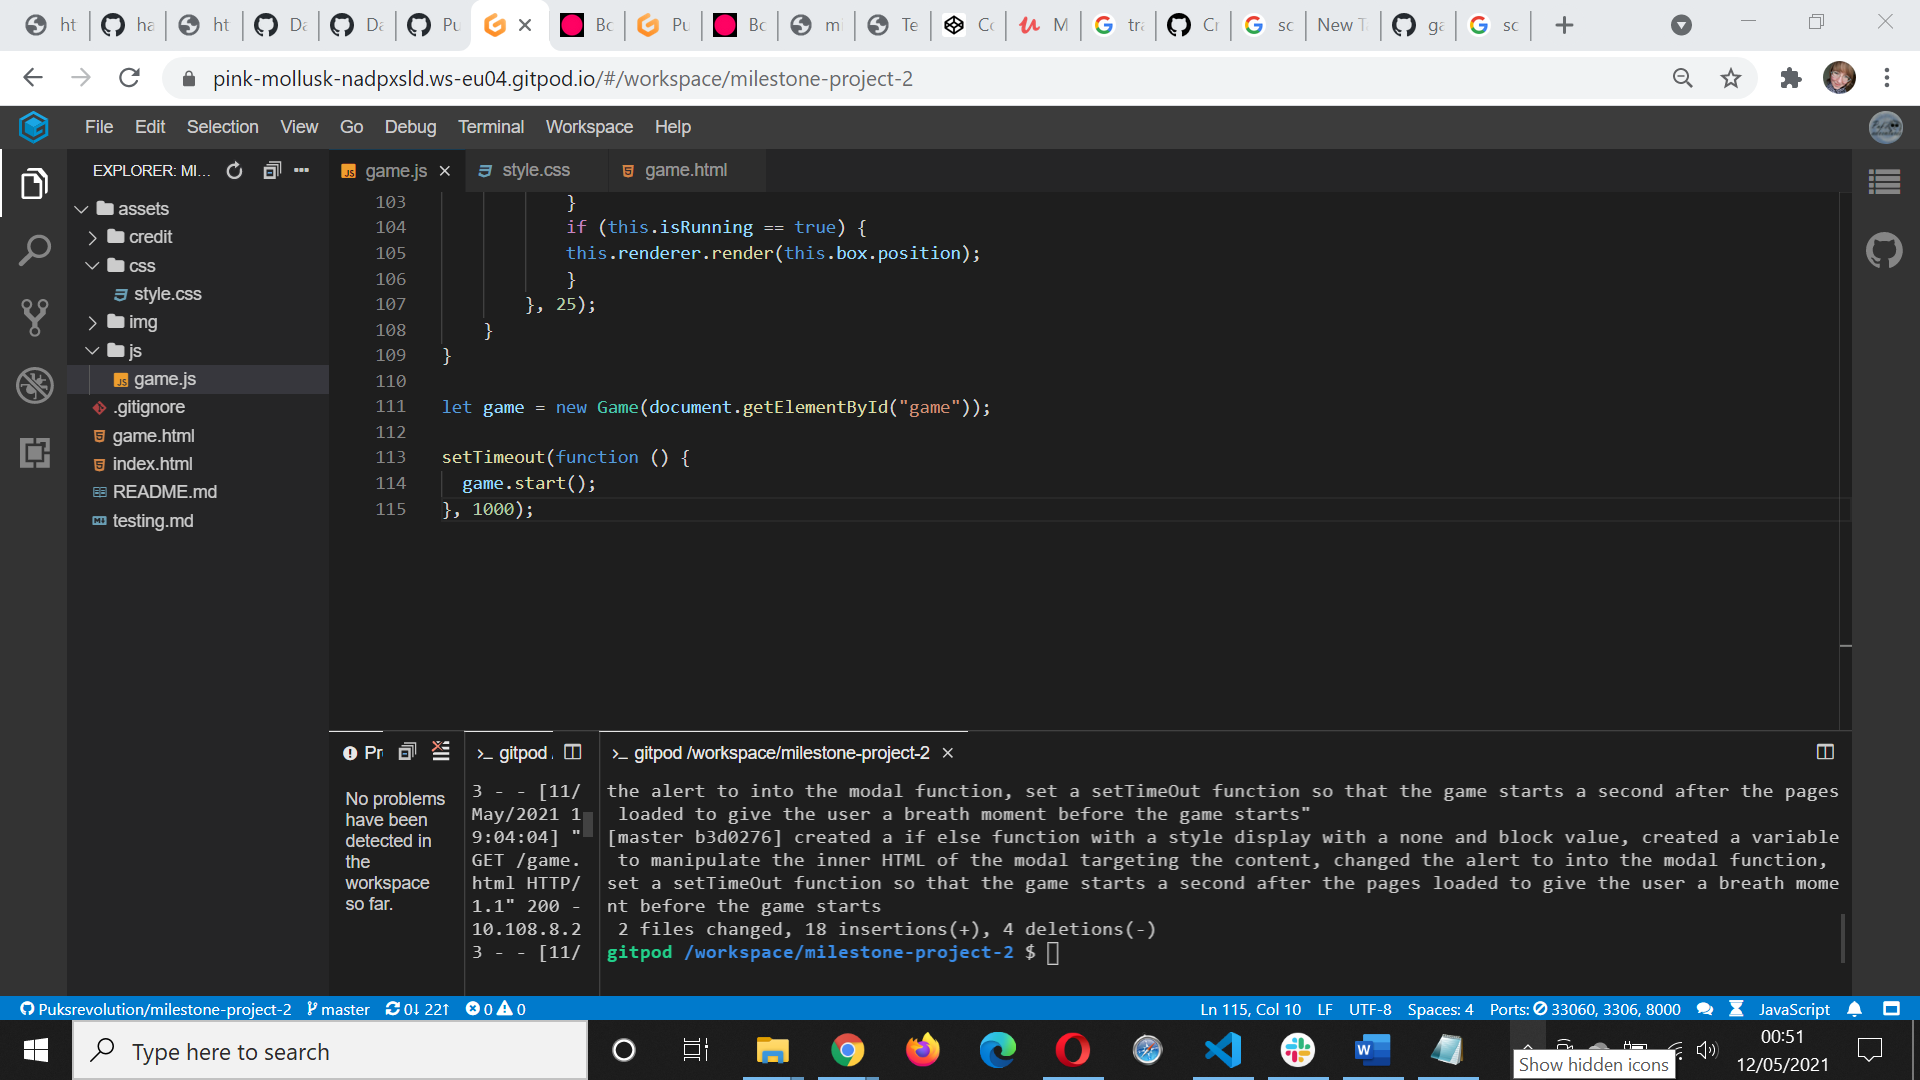 ht
ha
ht
Da
Da
Pu
Bc
Pu
Bc
mi
Te
Cc
M
tra
Cr
sc
New T
ga
sc
pink-mollusk-nadpxsld.ws-eu04.gitpod.io/#/workspace/milestone-project-2
File Edit Selection View Go Debug Terminal Workspace Help
EXPLORER: MI...
assets
credit
css
style.css
img
js
game.js
.gitignore
game.html
index.html
README.md
testing.md
game.js style.css game.html
103 }
104 if (this.isRunning == true) {
105 this.renderer.render(this.box.position);
106 }
107 }, 25);
108 }
109 }
110
111 let game = new Game(document.getElementById("game"));
112
113 setTimeout(function () {
114 game.start();
115 }, 1000);
Pr
No problems
have been
detected in
the
workspace
so far.
>_ gitpod
3 - - [11/
May/2021 1
9:04:04] "
GET /game.
html HTTP/
1.1" 200 -
10.108.8.2
3 - - [11/
>_ gitpod /workspace/milestone-project-2
the alert to into the modal function, set a setTimeOut function so that the game starts a second after the pages
loaded to give the user a breath moment before the game starts"
[master b3d0276] created a if else function with a style display with a none and block value, created a variable
to manipulate the inner HTML of the modal targeting the content, changed the alert to into the modal function,
set a setTimeOut function so that the game starts a second after the pages loaded to give the user a breath mome
nt before the game starts
2 files changed, 18 insertions(+), 4 deletions(-)
gitpod /workspace/milestone-project-2 $
Puksrevolution/milestone-project-2 master 0↓ 22↑ 0 0
Ln 115, Col 10 LF UTF-8 Spaces: 4 Ports: 33060, 3306, 8000 JavaScript
Type here to search
Show hidden icons
00:51
12/05/2021